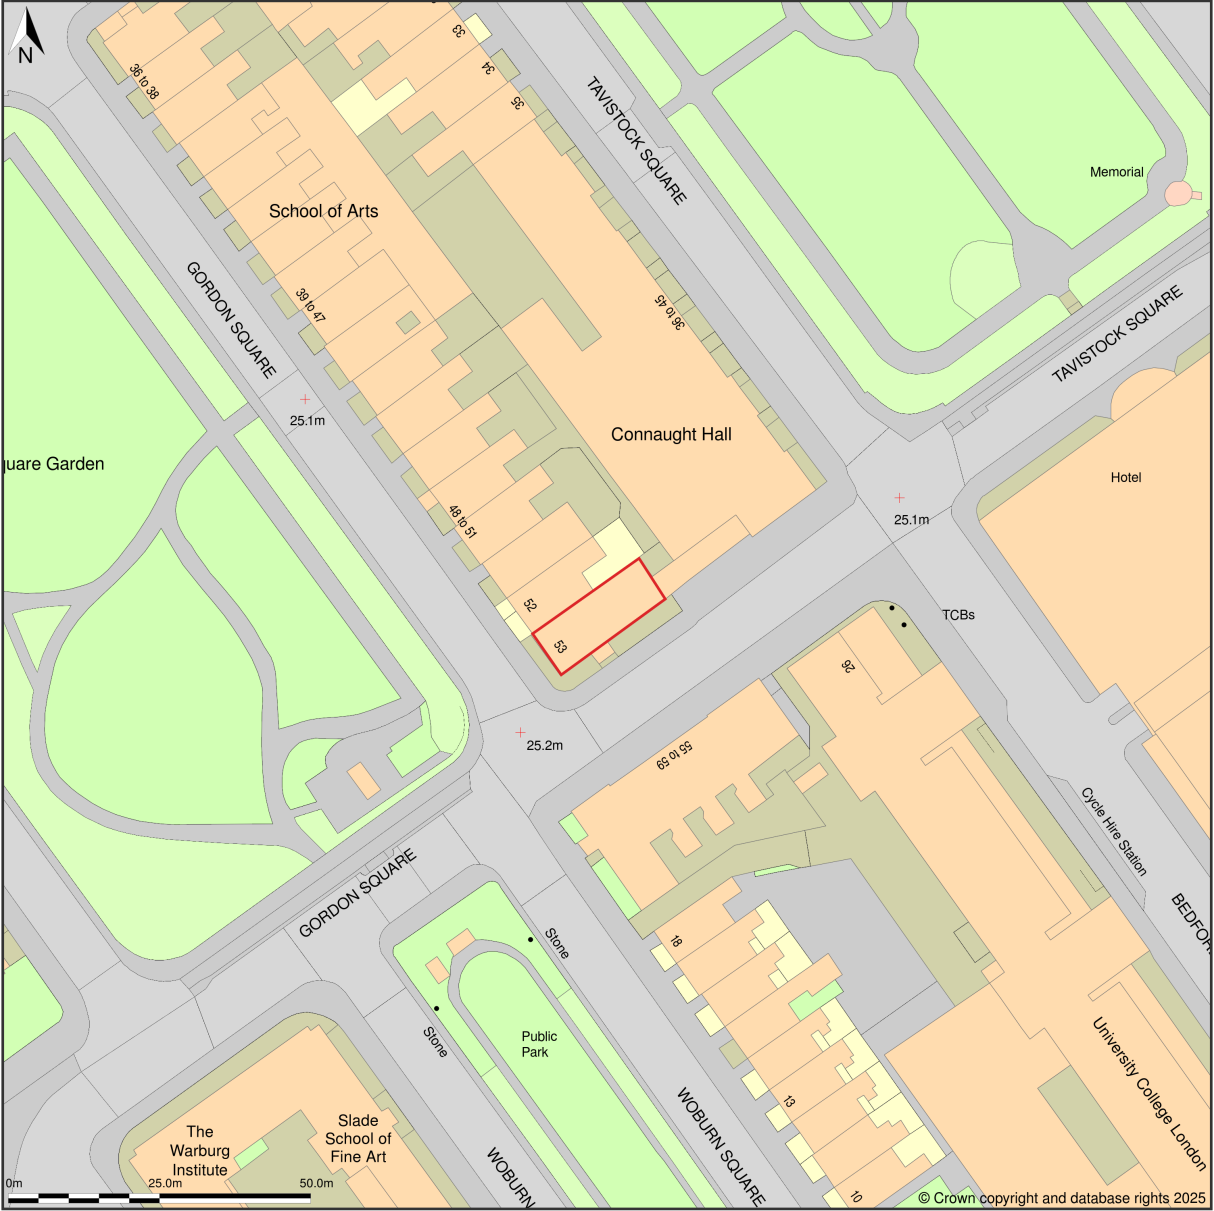 N
33
34
35
36 to 38
TAVISTOCK SQUARE
Memorial
School of Arts
GORDON SQUARE
39 to 47
36 to 45
TAVISTOCK SQUARE
25.1m
Connaught Hall
quare Garden
Hotel
48 to 51
25.1m
52
53
TCBs
26
25.2m
55 to 59
Cycle Hire Station
GORDON SQUARE
BEDFOR
18
Stone
Stone
Public
Park
University College London
13
WOBURN SQUARE
The
Warburg
Institute
Slade
School of
Fine Art
WOBURN
10
0m
25.0m
50.0m
© Crown copyright and database rights 2025